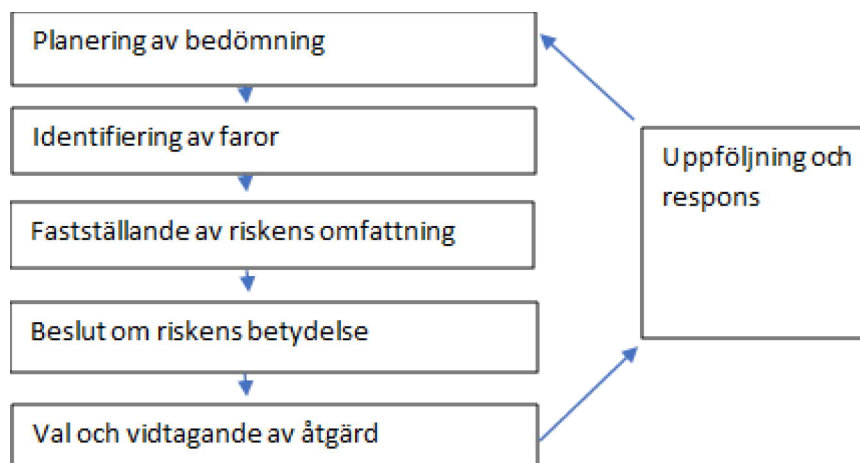 Planering av bedömning
Identifiering av faror
Fastställande av riskens omfattning
Beslut om riskens betydelse
Val och vidtagande av åtgärd
Uppföljning och
respons